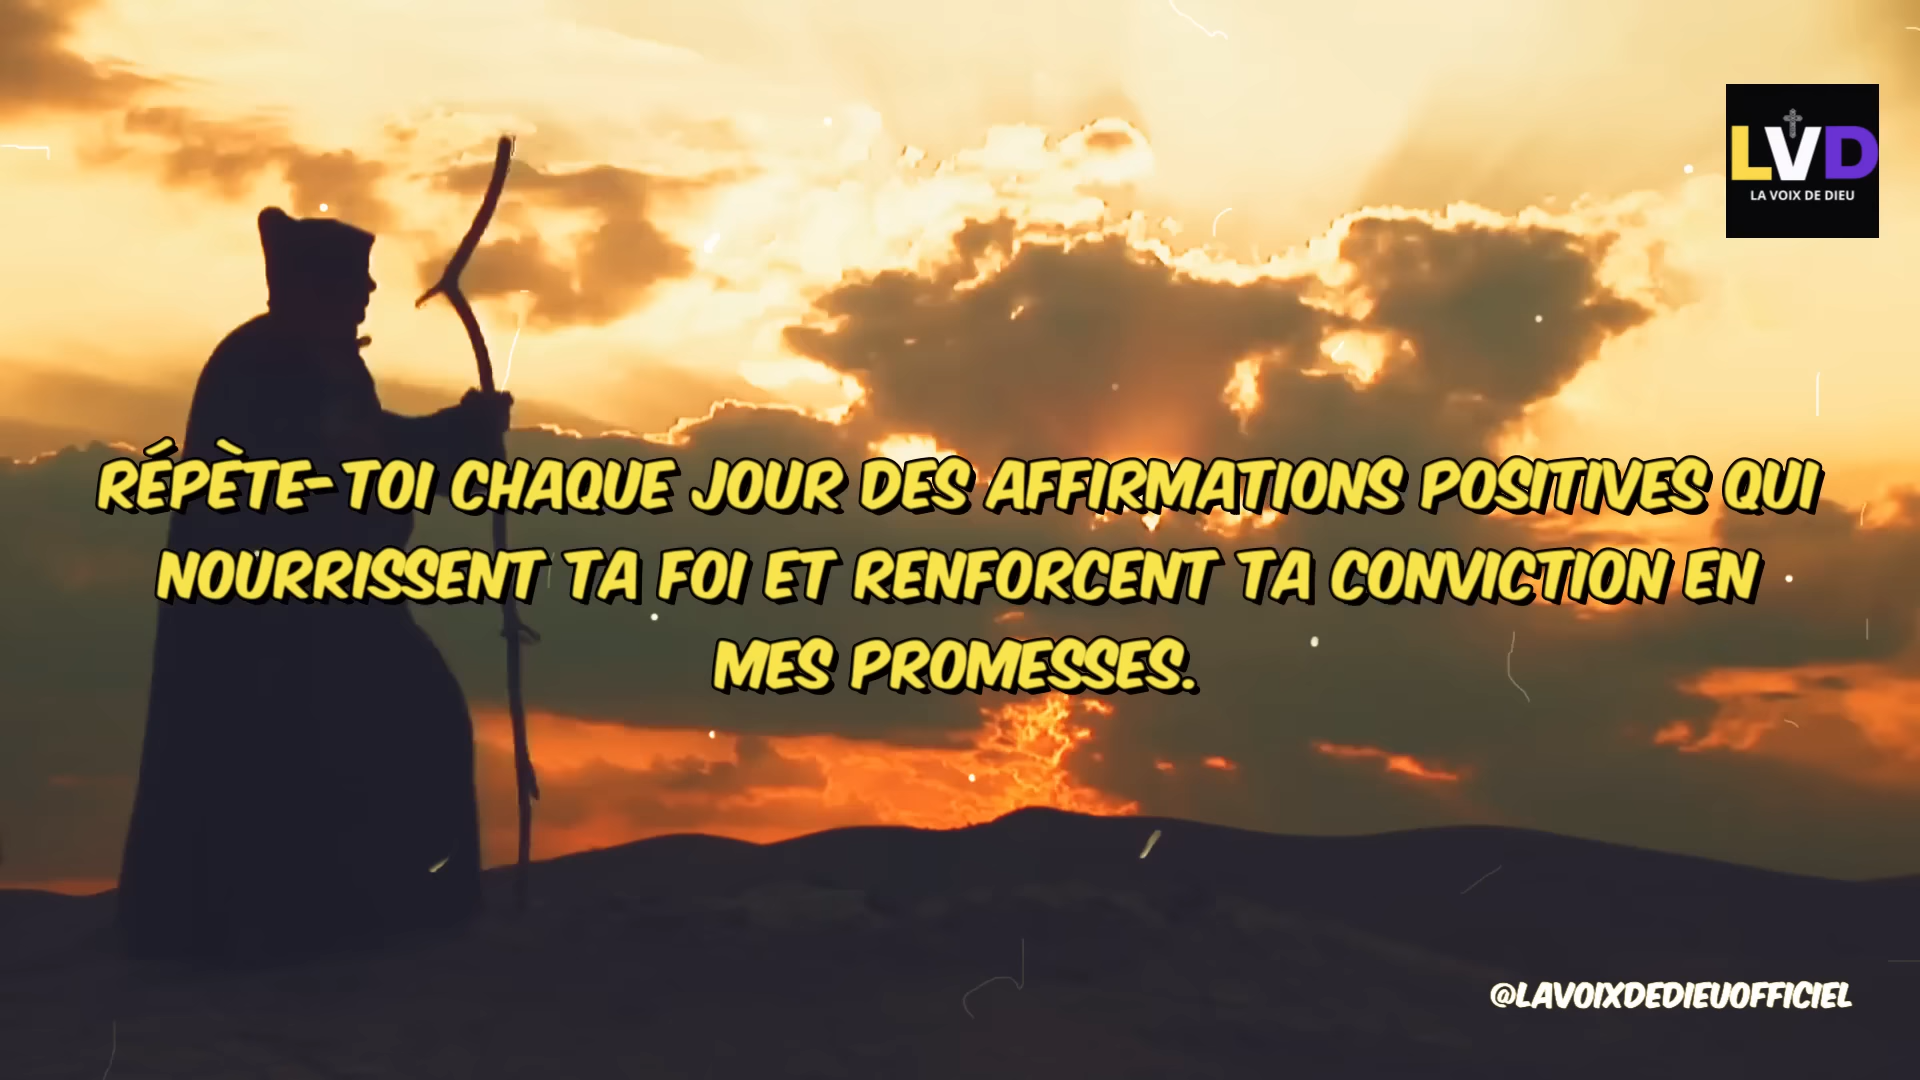 LVD
LA VOIX DE DIEU
RÉPÈTE-TOI CHAQUE JOUR DES AFFIRMATIONS POSITIVES QUI
NOURRISSENT TA FOI ET RENFORCENT TA CONVICTION EN
MES PROMESSES.
@LAVOIXDEDIEUOFFICIEL